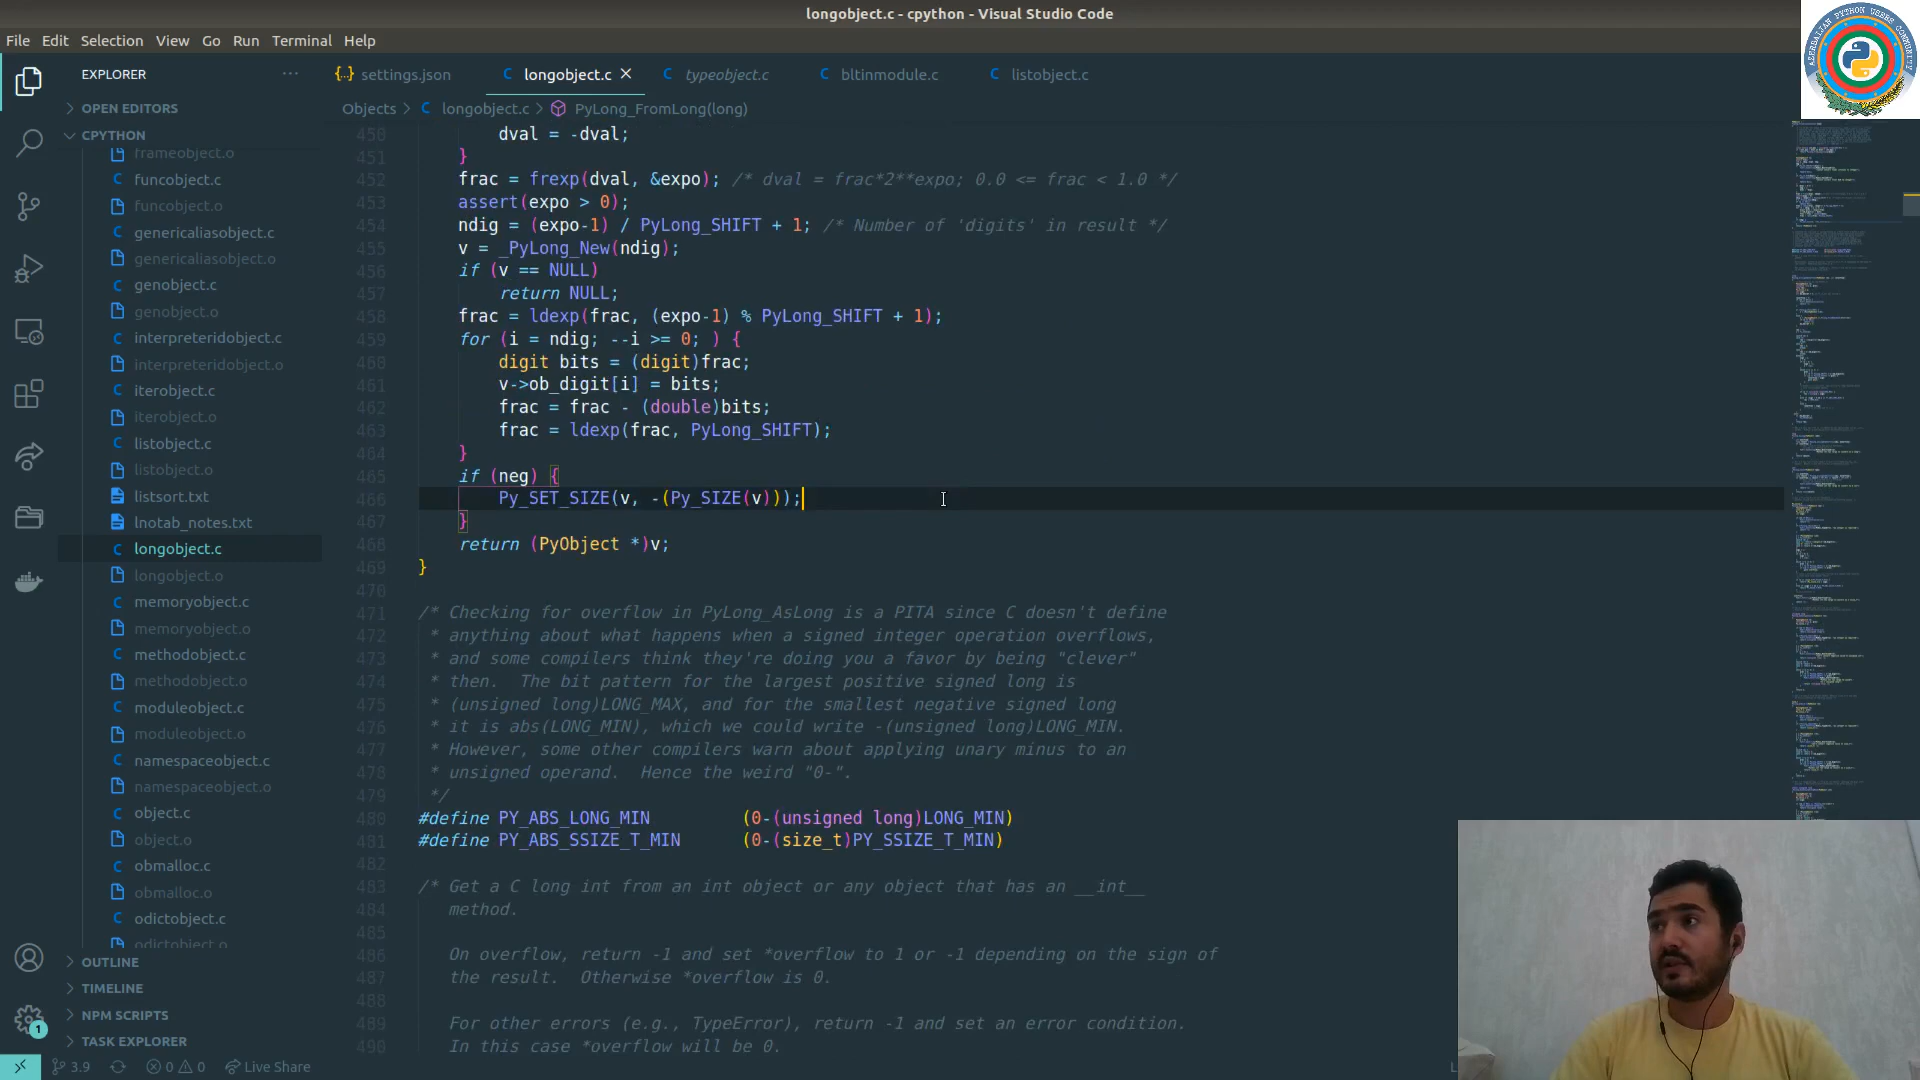 longobject.c - cpython - Visual Studio Code
File Edit Selection View Go Run Terminal Help
AZERBAIJAN PYTHON USERS COMMUNITY
EXPLORER ···
settings.json
longobject.c
typeobject.c
bltinmodule.c
listobject.c
Objects > C longobject.c > PyLong_FromLong(long)
OPEN EDITORS
CPYTHON
frameobject.o
funcobject.c
funcobject.o
genericaliasobject.c
genericaliasobject.o
genobject.c
genobject.o
interpreteridobject.c
interpreteridobject.o
iterobject.c
iterobject.o
listobject.c
listobject.o
listsort.txt
lnotab_notes.txt
longobject.c
longobject.o
memoryobject.c
memoryobject.o
methodobject.c
methodobject.o
moduleobject.c
moduleobject.o
namespaceobject.c
namespaceobject.o
object.c
object.o
obmalloc.c
obmalloc.o
odictobject.c
odictobject.o
OUTLINE
TIMELINE
NPM SCRIPTS
TASK EXPLORER
450 dval = -dval;
451 }
452 frac = frexp(dval, &expo); /* dval = frac*2**expo; 0.0 <= frac < 1.0 */
453 assert(expo > 0);
454 ndig = (expo-1) / PyLong_SHIFT + 1; /* Number of 'digits' in result */
455 v = _PyLong_New(ndig);
456 if (v == NULL)
457 return NULL;
458 frac = ldexp(frac, (expo-1) % PyLong_SHIFT + 1);
459 for (i = ndig; --i >= 0; ) {
460 digit bits = (digit)frac;
461 v->ob_digit[i] = bits;
462 frac = frac - (double)bits;
463 frac = ldexp(frac, PyLong_SHIFT);
464 }
465 if (neg) {
466 Py_SET_SIZE(v, -(Py_SIZE(v)));
467 }
468 return (PyObject *)v;
469 }
470
471 /* Checking for overflow in PyLong_AsLong is a PITA since C doesn't define
472 * anything about what happens when a signed integer operation overflows,
473 * and some compilers think they're doing you a favor by being "clever"
474 * then. The bit pattern for the largest positive signed long is
475 * (unsigned long)LONG_MAX, and for the smallest negative signed long
476 * it is abs(LONG_MIN), which we could write -(unsigned long)LONG_MIN.
477 * However, some other compilers warn about applying unary minus to an
478 * unsigned operand. Hence the weird "0-".
479 */
480 #define PY_ABS_LONG_MIN (0-(unsigned long)LONG_MIN)
481 #define PY_ABS_SSIZE_T_MIN (0-(size_t)PY_SSIZE_T_MIN)
482
483 /* Get a C long int from an int object or any object that has an __int__
484 method.
485
486 On overflow, return -1 and set *overflow to 1 or -1 depending on the sign of
487 the result. Otherwise *overflow is 0.
488
489 For other errors (e.g., TypeError), return -1 and set an error condition.
490 In this case *overflow will be 0.
1
3.9 0 0 Live Share